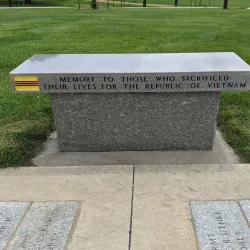 MEMORY TO THOSE WHO SACRIFICED
THEIR LIVES FOR THE REPUBLIC OF VIETNAM